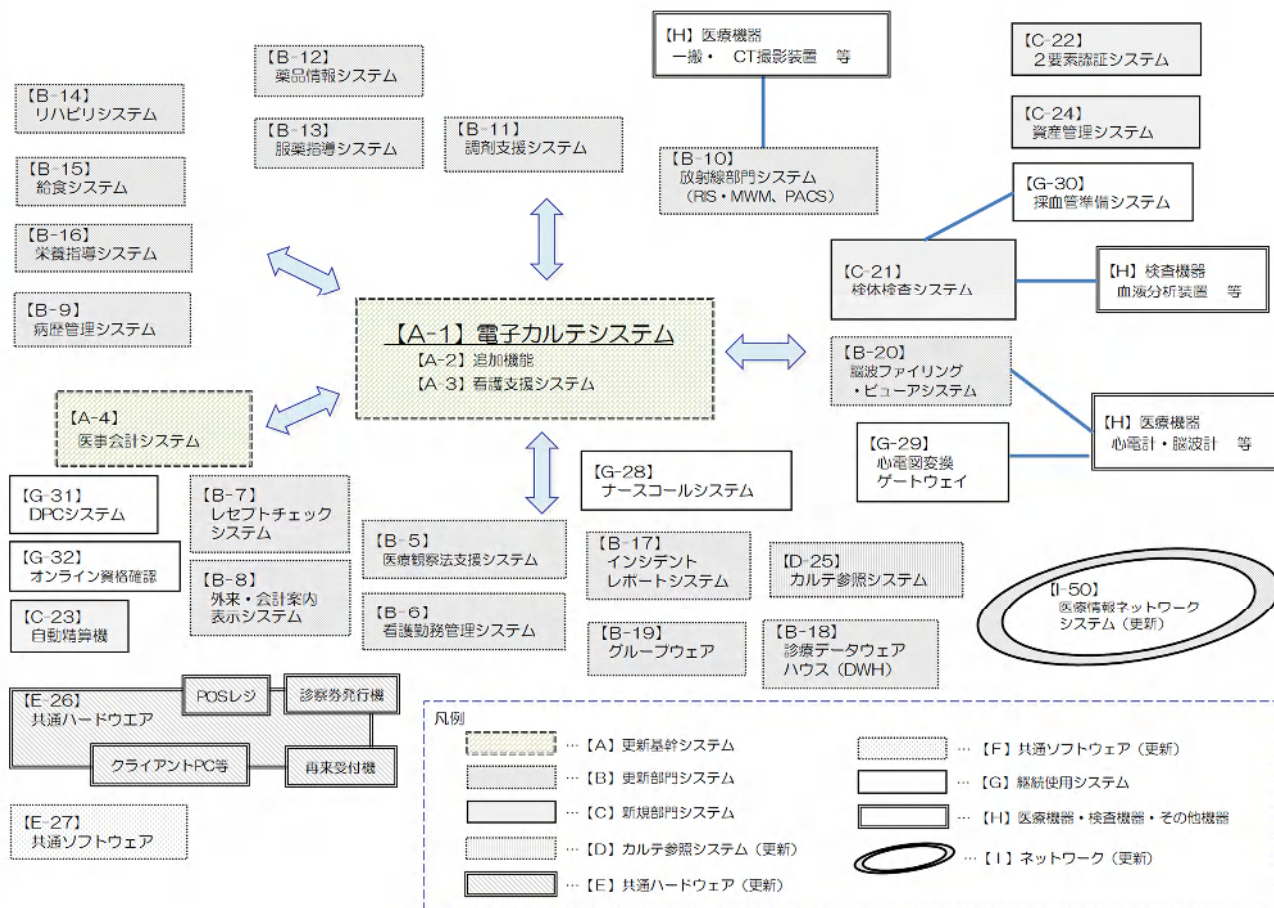 【B-12】
薬品情報システム
【H】医療機器
一搬・ CT撮影装置 等
【C-22】
２要素認証システム
【B-14】
リハビリシステム
【B-13】
服薬指導システム
【B-11】
調剤支援システム
【C-24】
資産管理システム
【B-10】
放射線部門システム
（RIS・MWM、PACS）
【B-15】
給食システム
【G-30】
採血管準備システム
【B-16】
栄養指導システム
【C-21】
検体検査システム
【H】検査機器
血液分析装置 等
【B-9】
病歴管理システム
【A-1】電子カルテシステム
【A-2】追加機能
【A-3】看護支援システム
【B-20】
脳波ファイリング
・ビューアシステム
【A-4】
医事会計システム
【H】医療機器
心電計・脳波計 等
【G-29】
心電図変換
ゲートウェイ
【G-28】
ナースコールシステム
【G-31】
DPCシステム
【B-7】
レセプトチェック
システム
【B-5】
医療観察法支援システム
【B-17】
インシデント
レポートシステム
【D-25】
カルテ参照システム
【G-32】
オンライン資格確認
【B-8】
外来・会計案内
表示システム
【I-50】
医療情報ネットワーク
システム（更新）
【C-23】
自動精算機
【B-6】
看護勤務管理システム
【B-19】
グループウェア
【B-18】
診療データウェア
ハウス（DWH）
【E-26】
共通ハードウエア
POSレジ
診察券発行機
クライアントPC等
再来受付機
【E-27】
共通ソフトウェア
凡例
…【A】更新基幹システム
…【B】更新部門システム
…【C】新規部門システム
…【D】カルテ参照システム（更新）
…【E】共通ハードウェア（更新）
…【F】共通ソフトウェア（更新）
…【G】継続使用システム
…【H】医療機器・検査機器・その他機器
…【I】ネットワーク（更新）